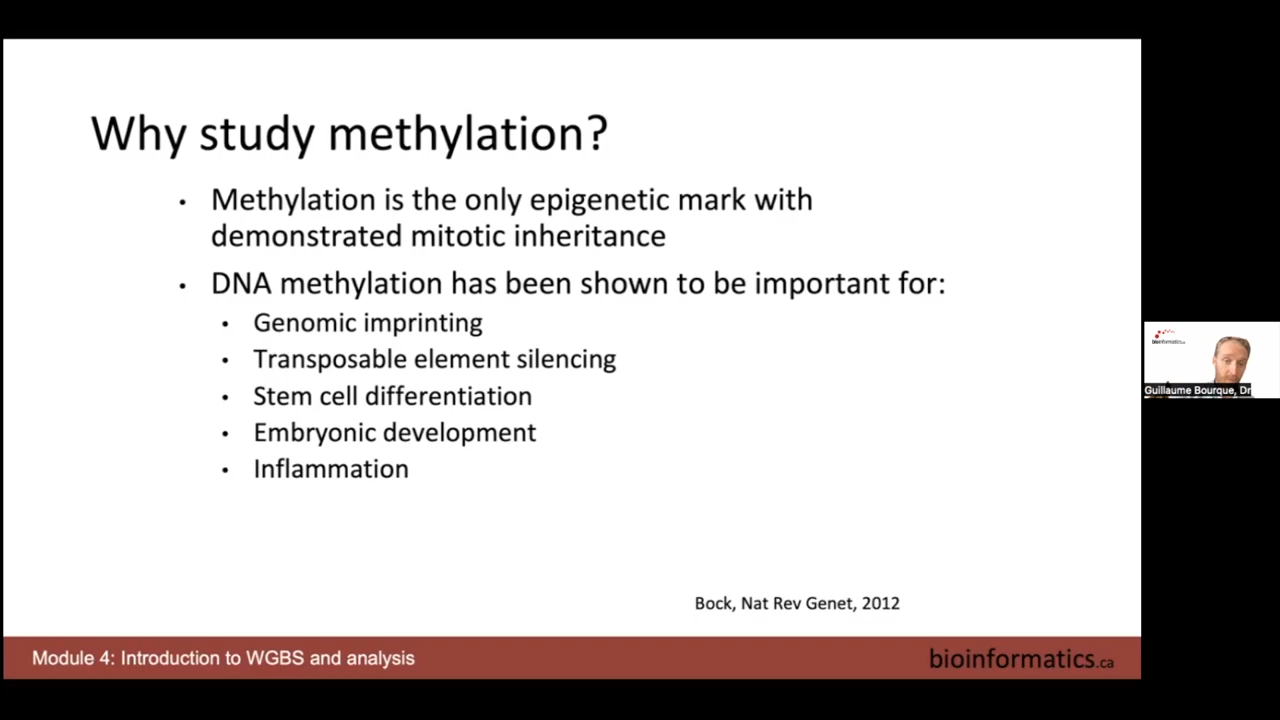 Why study methylation?
• Methylation is the only epigenetic mark with
demonstrated mitotic inheritance
• DNA methylation has been shown to be important for:
• Genomic imprinting
• Transposable element silencing
• Stem cell differentiation
• Embryonic development
• Inflammation
Bock, Nat Rev Genet, 2012
Module 4: Introduction to WGBS and analysis
bioinformatics.ca
bioinformatics.ca
Guillaume Bourque, Dr